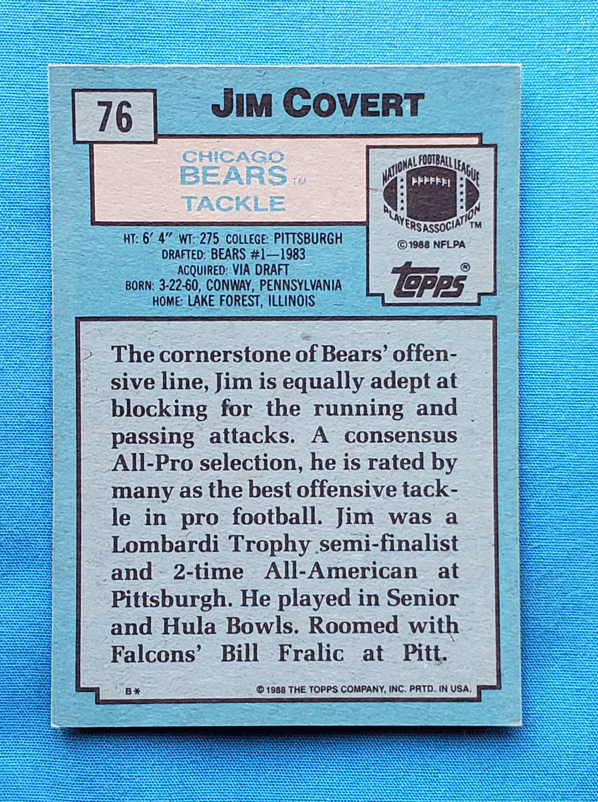 76
JIM COVERT
CHICAGO
BEARS TM
TACKLE
NATIONAL FOOTBALL LEAGUE
PLAYERS ASSOCIATION TM
© 1988 NFLPA
TOPPS®
HT: 6' 4" WT: 275 COLLEGE: PITTSBURGH
DRAFTED: BEARS #1—1983
ACQUIRED: VIA DRAFT
BORN: 3-22-60, CONWAY, PENNSYLVANIA
HOME: LAKE FOREST, ILLINOIS
The cornerstone of Bears' offen-
sive line, Jim is equally adept at
blocking for the running and
passing attacks. A consensus
All-Pro selection, he is rated by
many as the best offensive tack-
le in pro football. Jim was a
Lombardi Trophy semi-finalist
and 2-time All-American at
Pittsburgh. He played in Senior
and Hula Bowls. Roomed with
Falcons' Bill Fralic at Pitt.
B* © 1988 THE TOPPS COMPANY, INC. PRTD. IN USA.